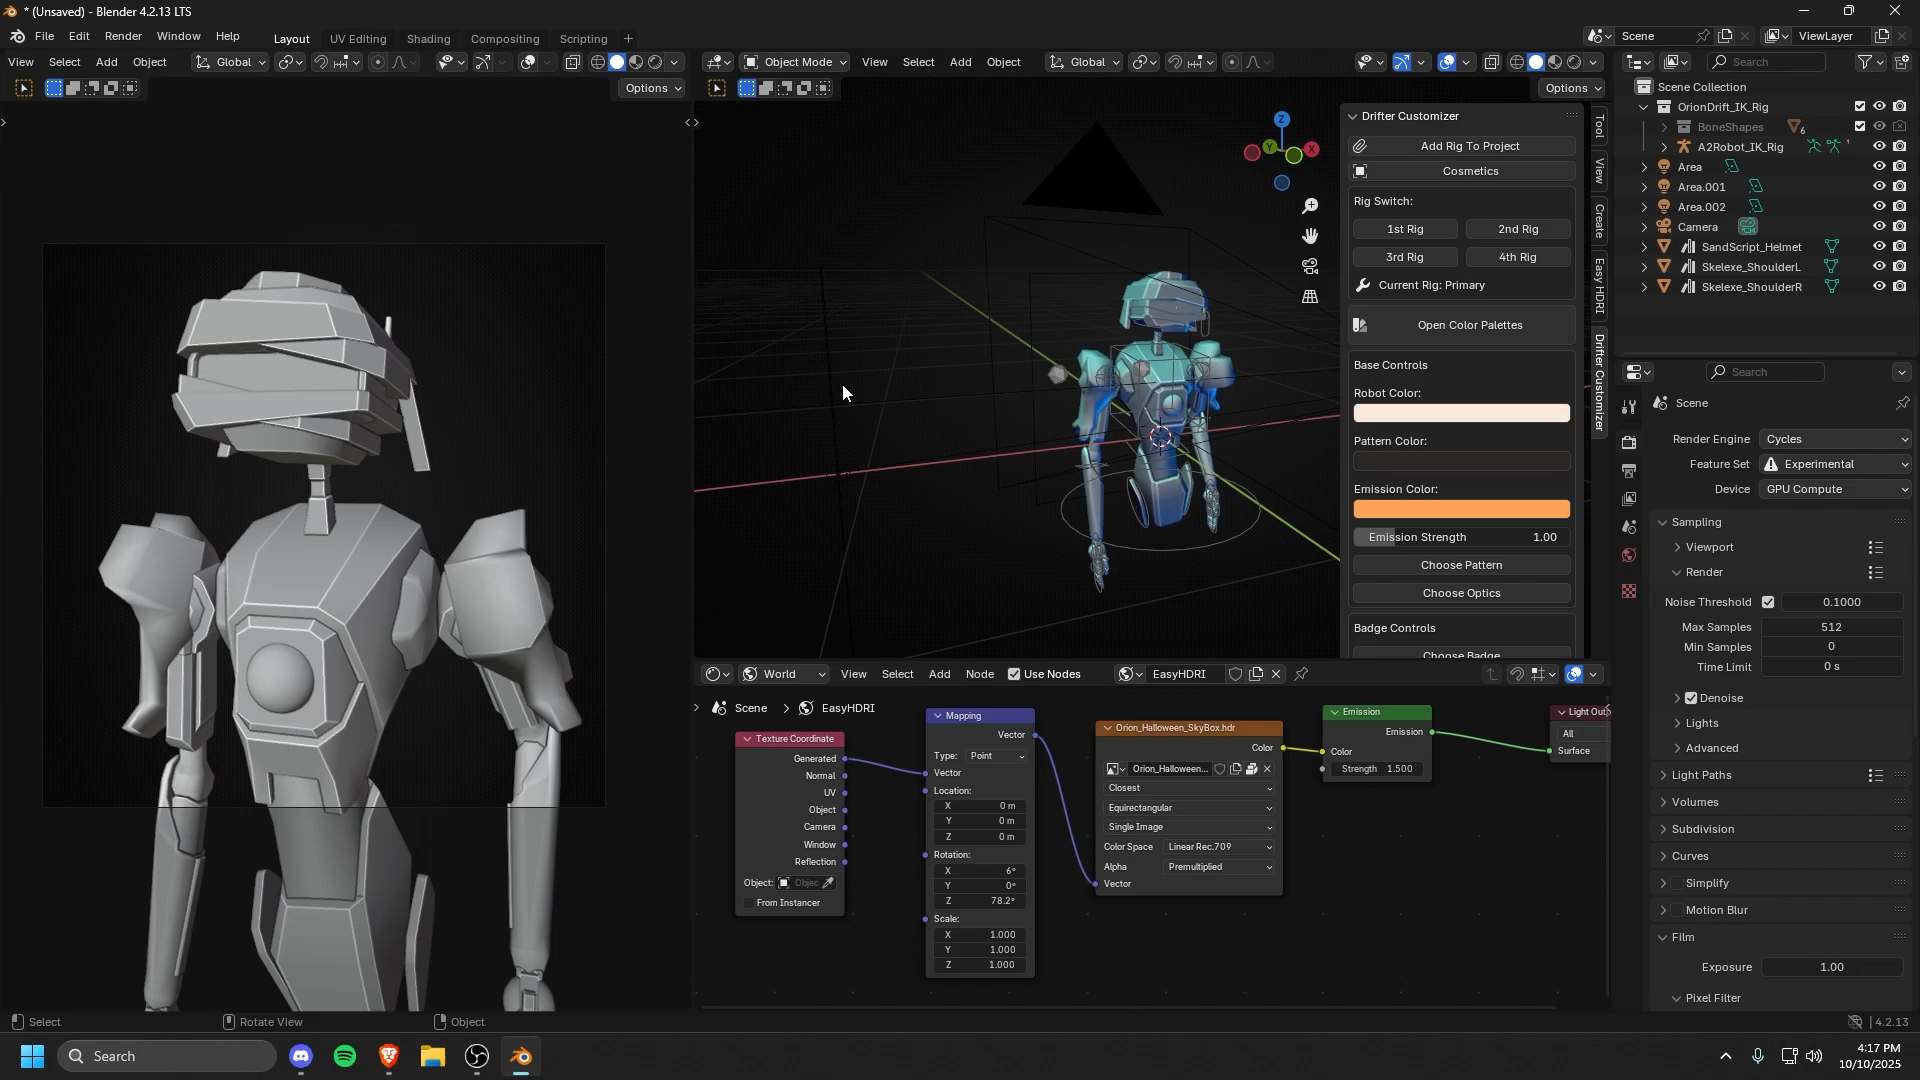 * (Unsaved) - Blender 4.2.13 LTS
File Edit Render Window Help Layout UV Editing Shading Compositing Scripting + Scene ViewLayer
View Select Add Object Global Object Mode View Select Add Object Global Search
Options Options
Scene Collection
OrionDrift_IK_Rig
BoneShapes 6
A2Robot_IK_Rig
Area
Area.001
Area.002
Camera
SandScript_Helmet
Skelexe_ShoulderL
Skelexe_ShoulderR
Z
Y
X
Drifter Customizer
Add Rig To Project
Cosmetics
Rig Switch:
1st Rig 2nd Rig
3rd Rig 4th Rig
Current Rig: Primary
Open Color Palettes
Base Controls
Robot Color:
Pattern Color:
Emission Color:
Emission Strength 1.00
Choose Pattern
Choose Optics
Badge Controls
Choose Badge
Tool
View
Create
Easy HDRI
Drifter Customizer
Search
Scene
Render Engine Cycles
Feature Set Experimental
Device GPU Compute
Sampling
Viewport
Render
Noise Threshold 0.1000
Max Samples 512
Min Samples 0
Time Limit 0 s
Denoise
Lights
Advanced
Light Paths
Volumes
Subdivision
Curves
Simplify
Motion Blur
Film
Exposure 1.00
Pixel Filter
World View Select Add Node Use Nodes EasyHDRI
Scene > EasyHDRI
Texture Coordinate
Generated
Normal
UV
Object
Camera
Window
Reflection
Object: Objec
From Instancer
Mapping
Vector
Type: Point
Vector
Location:
X 0 m
Y 0 m
Z 0 m
Rotation:
X 6°
Y 0°
Z 78.2°
Scale:
X 1.000
Y 1.000
Z 1.000
Orion_Halloween_SkyBox.hdr
Color
Orion_Halloween...
Closest
Equirectangular
Single Image
Color Space Linear Rec.709
Alpha Premultiplied
Vector
Emission
Emission
Color
Strength 1.500
Light Outp
All
Surface
Select Rotate View Object 4.2.13
Search 4:17 PM
10/10/2025